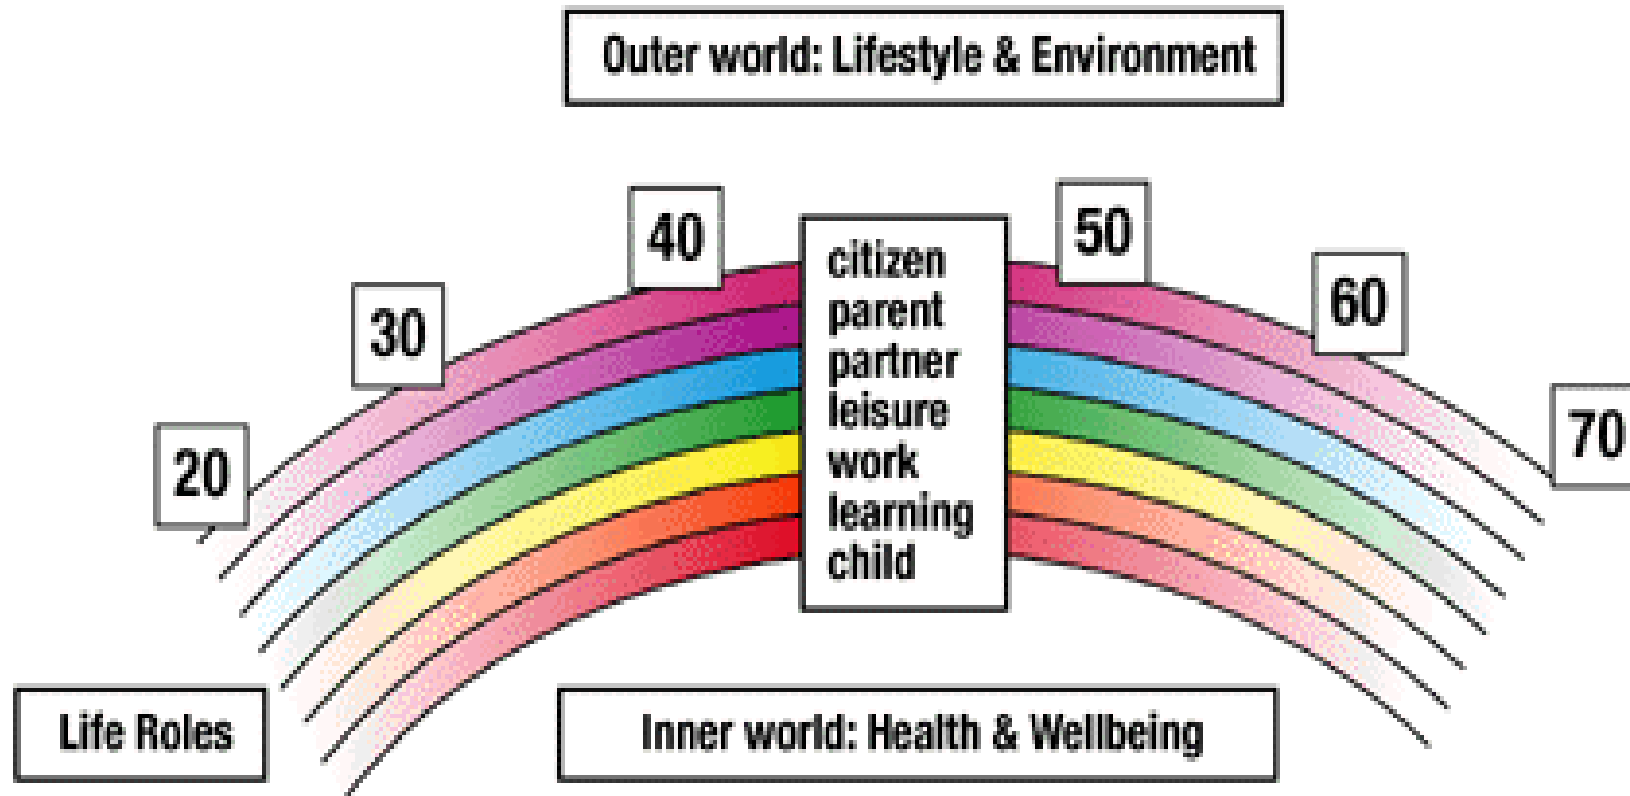 Outer world: Lifestyle & Environment
40
50
30
60
20
70
citizen
parent
partner
leisure
work
learning
child
Life Roles
Inner world: Health & Wellbeing